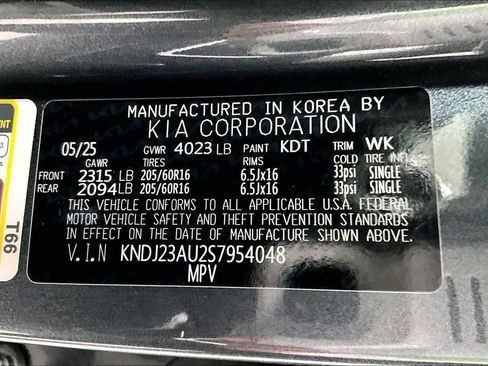 MANUFACTURED IN KOREA BY
KIA CORPORATION
05/25 GVWR 4023 LB PAINT KDT TRIM WK
GAWR TIRES RIMS COLD TIRE INFL.
FRONT 2315 LB 205/60R16 6.5Jx16 33psi SINGLE
REAR 2094 LB 205/60R16 6.5Jx16 33psi SINGLE
THIS VEHICLE CONFORMS TO ALL APPLICABLE U.S.A. FEDERAL
MOTOR VEHICLE SAFETY AND THEFT PREVENTION STANDARDS
IN EFFECT ON THE DATE OF MANUFACTURE SHOWN ABOVE.
V.I.N KNDJ23AU2S7954048
MPV
T66